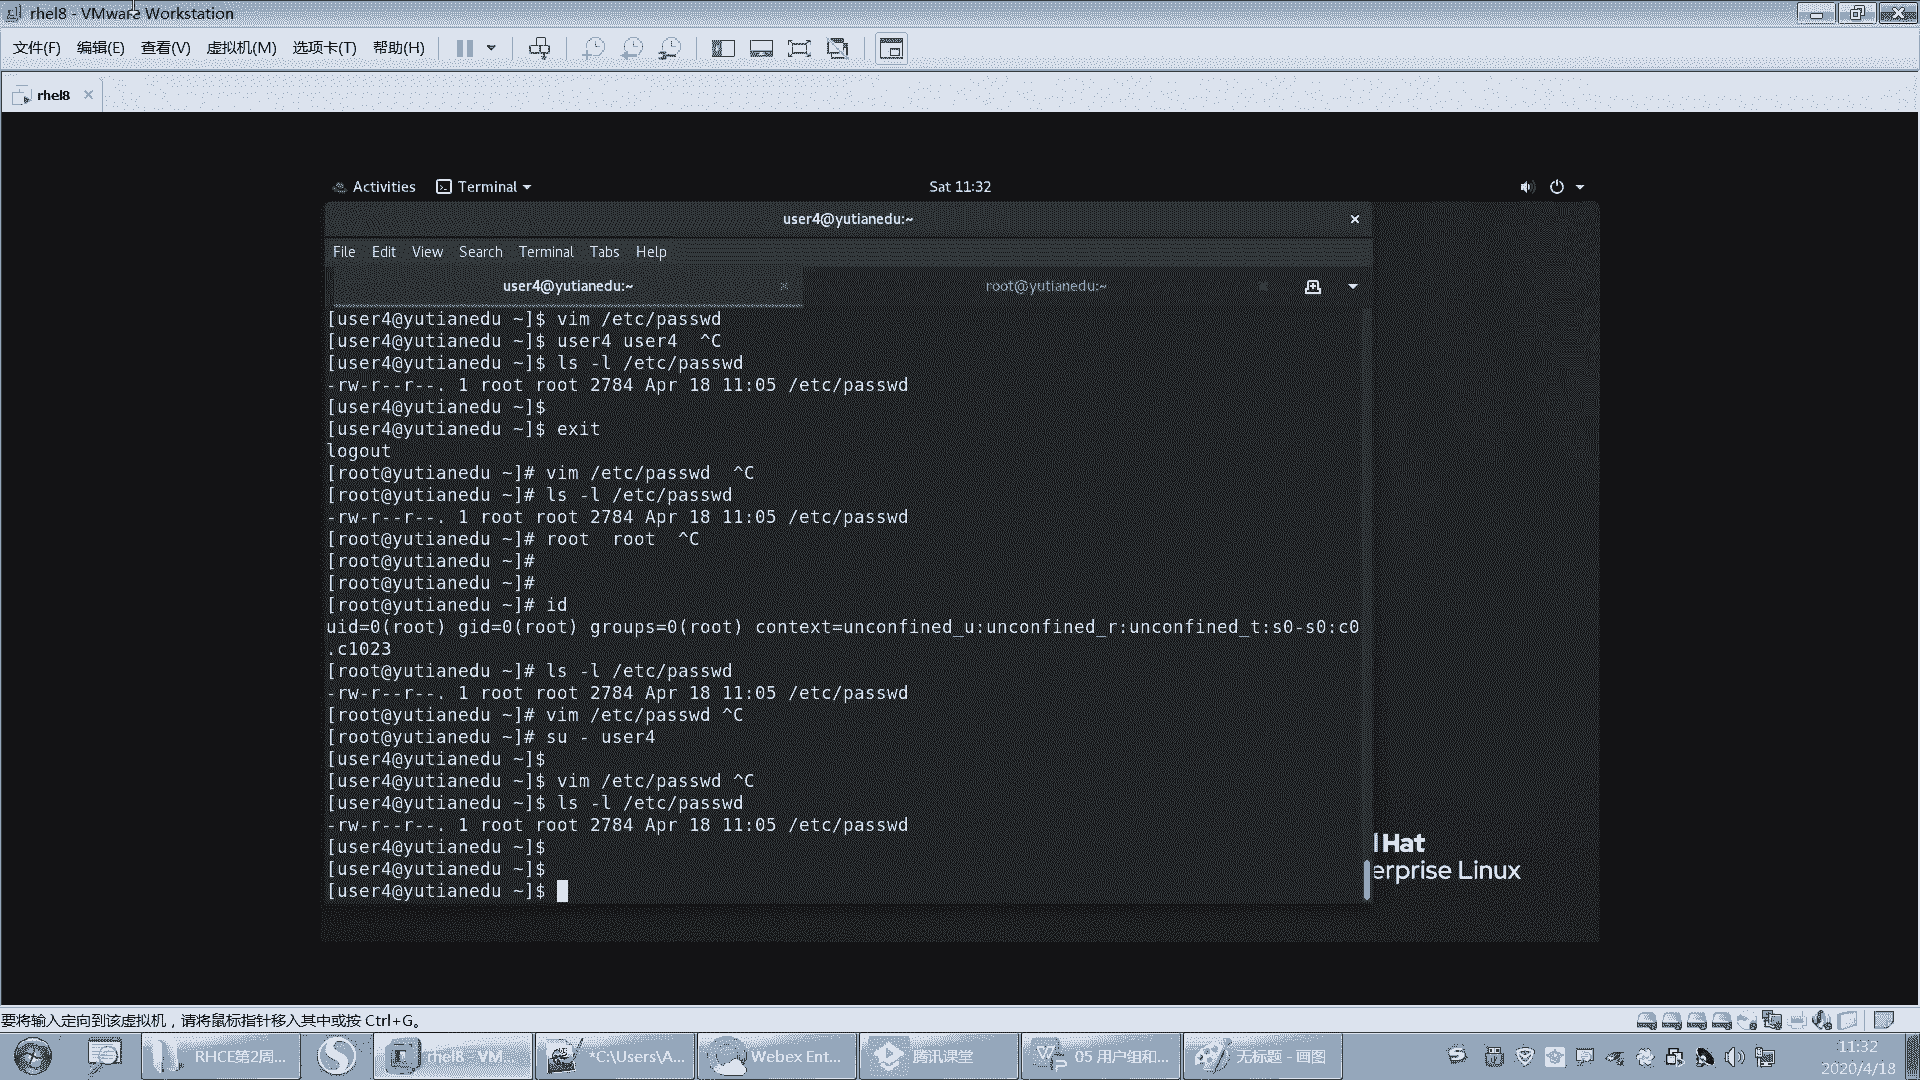 rhel8 - VMware Workstation
文件(F) 编辑(E) 查看(V) 虚拟机(M) 选项卡(T) 帮助(H)
rhel8
Activities Terminal Sat 11:32
user4@yutianedu:~
File Edit View Search Terminal Tabs Help
user4@yutianedu:~ root@yutianedu:~
[user4@yutianedu ~]$ vim /etc/passwd
[user4@yutianedu ~]$ user4 user4  ^C
[user4@yutianedu ~]$ ls -l /etc/passwd
-rw-r--r--. 1 root root 2784 Apr 18 11:05 /etc/passwd
[user4@yutianedu ~]$
[user4@yutianedu ~]$ exit
logout
[root@yutianedu ~]# vim /etc/passwd  ^C
[root@yutianedu ~]# ls -l /etc/passwd
-rw-r--r--. 1 root root 2784 Apr 18 11:05 /etc/passwd
[root@yutianedu ~]# root  root  ^C
[root@yutianedu ~]#
[root@yutianedu ~]#
[root@yutianedu ~]# id
uid=0(root) gid=0(root) groups=0(root) context=unconfined_u:unconfined_r:unconfined_t:s0-s0:c0
.c1023
[root@yutianedu ~]# ls -l /etc/passwd
-rw-r--r--. 1 root root 2784 Apr 18 11:05 /etc/passwd
[root@yutianedu ~]# vim /etc/passwd ^C
[root@yutianedu ~]# su - user4
[user4@yutianedu ~]$
[user4@yutianedu ~]$ vim /etc/passwd ^C
[user4@yutianedu ~]$ ls -l /etc/passwd
-rw-r--r--. 1 root root 2784 Apr 18 11:05 /etc/passwd
[user4@yutianedu ~]$
[user4@yutianedu ~]$
[user4@yutianedu ~]$
Hat
erprise Linux
要将输入定向到该虚拟机，请将鼠标指针移入其中或按 Ctrl+G。
RHCE第2周... rhel8 - VM... *C:\Users\A... Webex Ent... 腾讯课堂 05 用户组和... 无标题 - 画图
11:32
2020/4/18